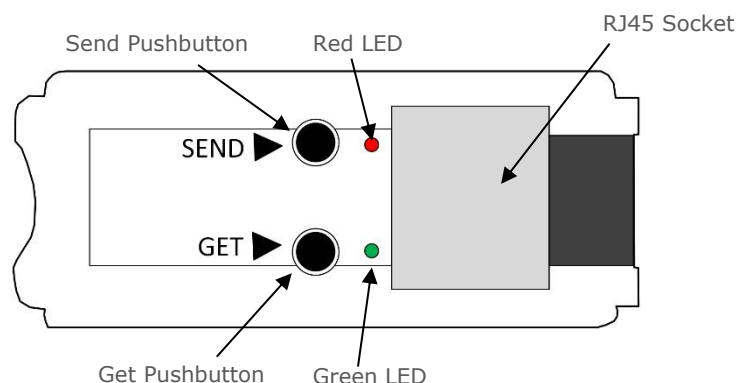 RJ45 Socket
Send Pushbutton
Red LED
SEND
GET
Get Pushbutton
Green LED